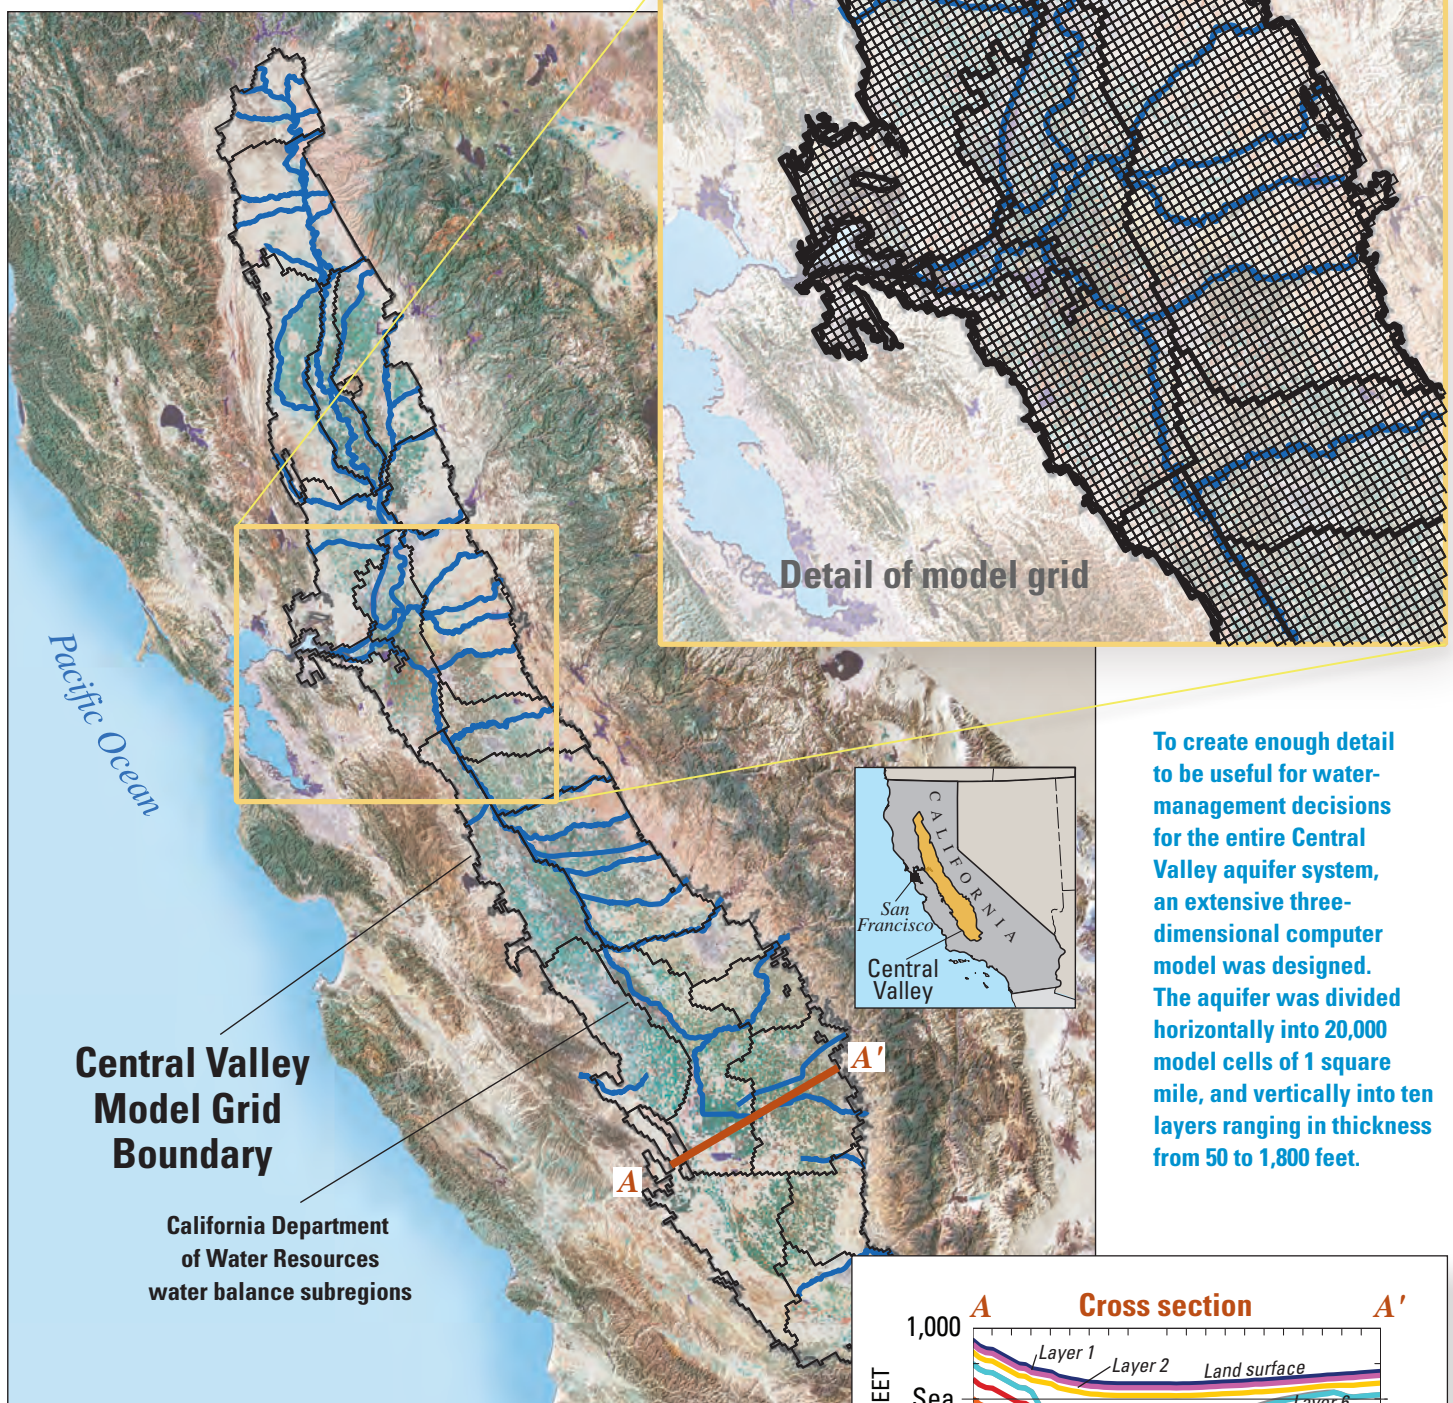 Detail of model grid
Pacific Ocean
To create enough detail
to be useful for water-
management decisions
for the entire Central
Valley aquifer system,
an extensive three-
dimensional computer
model was designed.
The aquifer was divided
horizontally into 20,000
model cells of 1 square
mile, and vertically into ten
layers ranging in thickness
from 50 to 1,800 feet.
CALIFORNIA
San
Francisco
Central
Valley
Central Valley
Model Grid
Boundary
A'
A
California Department
of Water Resources
water balance subregions
A Cross section A'
1,000
Layer 1
Layer 2
Land surface
Sea
Layer 6